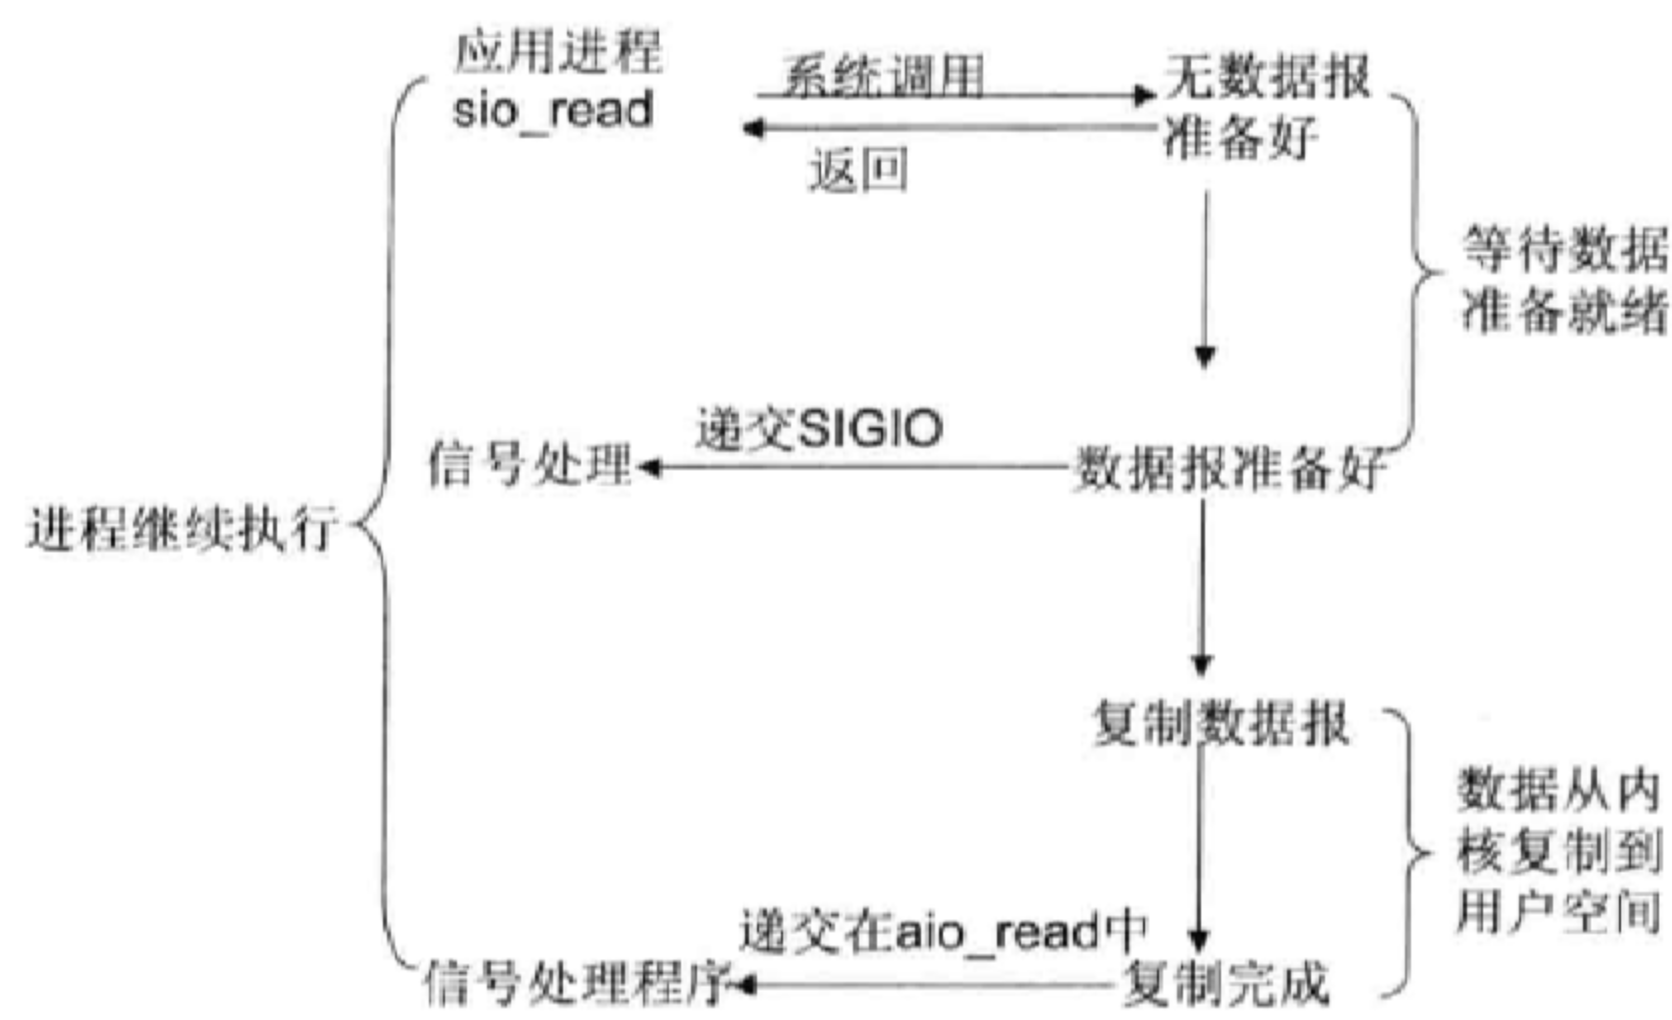 应用进程
sio_read
系统调用
返回
无数据报
准备好
等待数据
准备就绪
递交SIGIO
信号处理
数据报准备好
进程继续执行
复制数据报
数据从内
核复制到
用户空间
递交在aio_read中
信号处理程序
复制完成